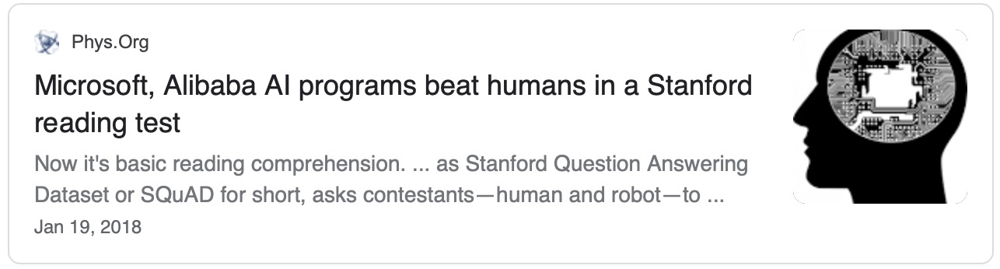 Phys.Org
Microsoft, Alibaba AI programs beat humans in a Stanford
reading test
Now it's basic reading comprehension. ... as Stanford Question Answering
Dataset or SQuAD for short, asks contestants—human and robot—to ...
Jan 19, 2018